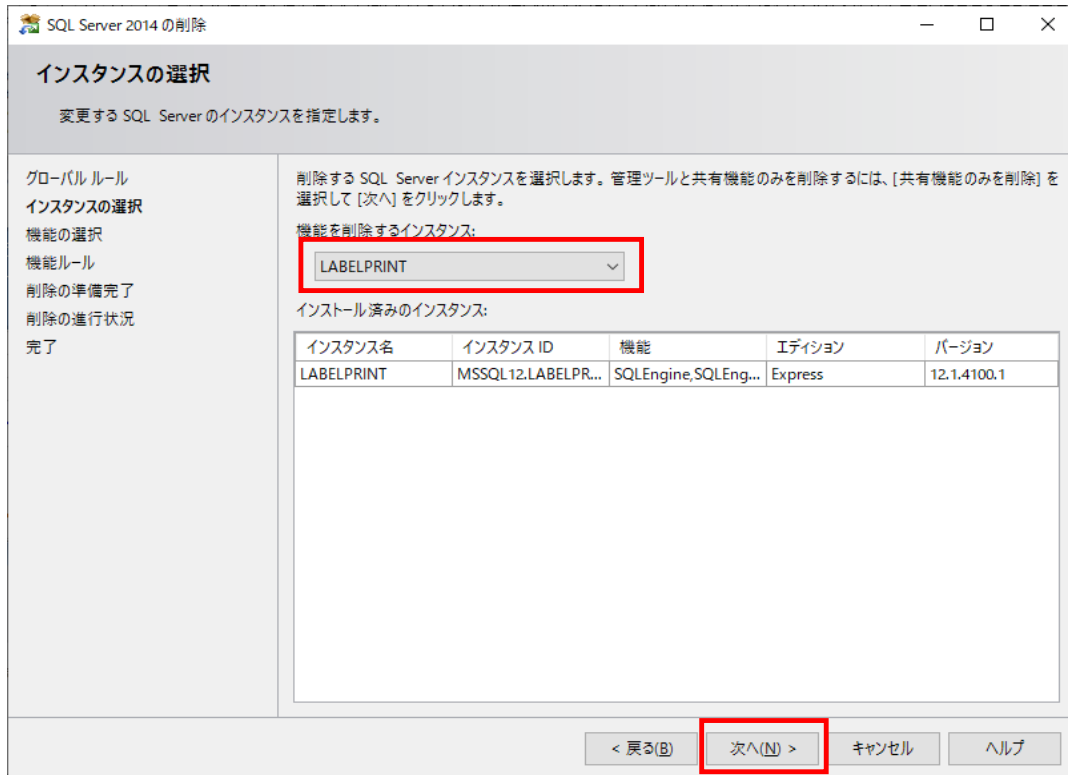 SQL Server 2014 の削除
インスタンスの選択
変更する SQL Server のインスタンスを指定します。
グローバル ルール
インスタンスの選択
機能の選択
機能ルール
削除の準備完了
削除の進行状況
完了
削除する SQL Server インスタンスを選択します。管理ツールと共有機能のみを削除するには、[共有機能のみを削除] を
選択して [次へ] をクリックします。
機能を削除するインスタンス:
LABELPRINT
インストール済みのインスタンス:
インスタンス名 インスタンス ID 機能 エディション バージョン
LABELPRINT MSSQL12.LABELPR... SQLEngine,SQLEng... Express 12.1.4100.1
< 戻る(B) 次へ(N) > キャンセル ヘルプ